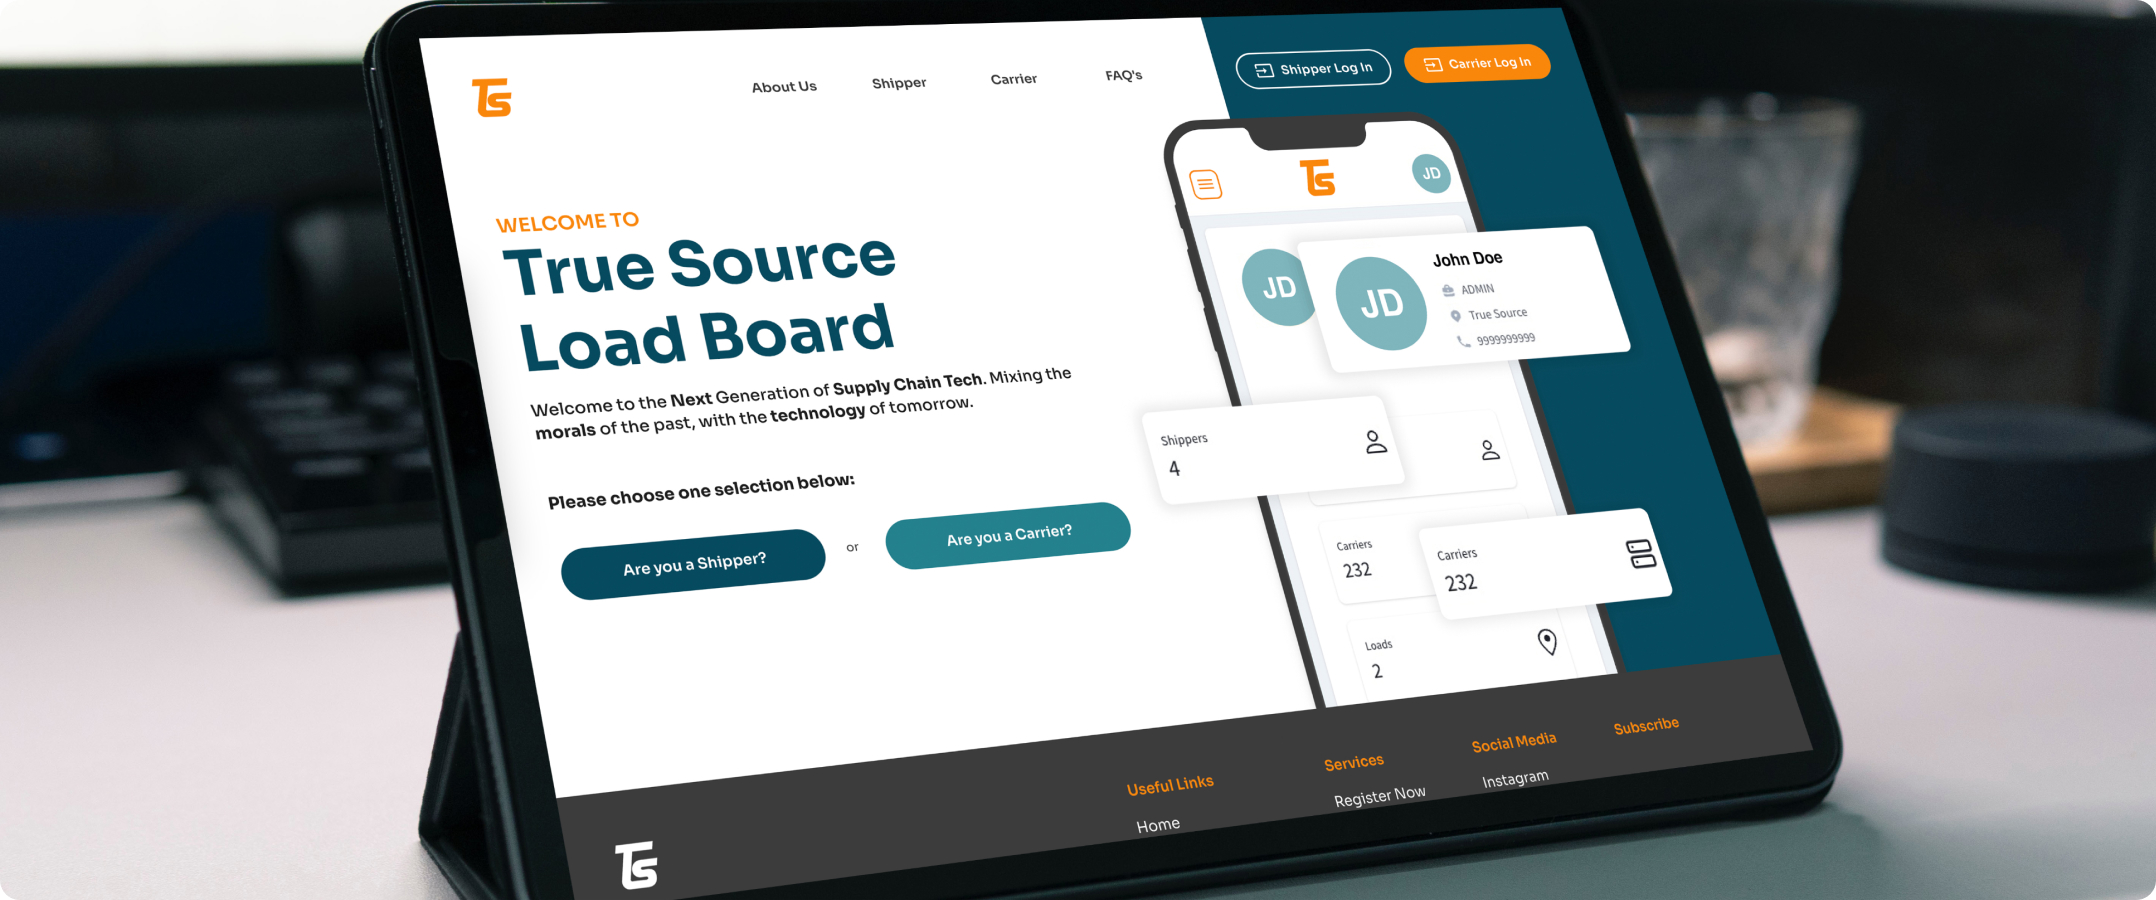 Ts
About Us
Shipper
Carrier
FAQ's
Shipper Log In
Carrier Log In
WELCOME TO
True Source
Load Board
Welcome to the Next Generation of Supply Chain Tech. Mixing the
morals of the past, with the technology of tomorrow.
Please choose one selection below:
Are you a Shipper?
or
Are you a Carrier?
Ts
JD
JD
JD
John Doe
ADMIN
True Source
9999999999
Shippers
4
Carriers
232
Carriers
232
Loads
2
Ts
Useful Links
Home
Services
Register Now
Social Media
Instagram
Subscribe